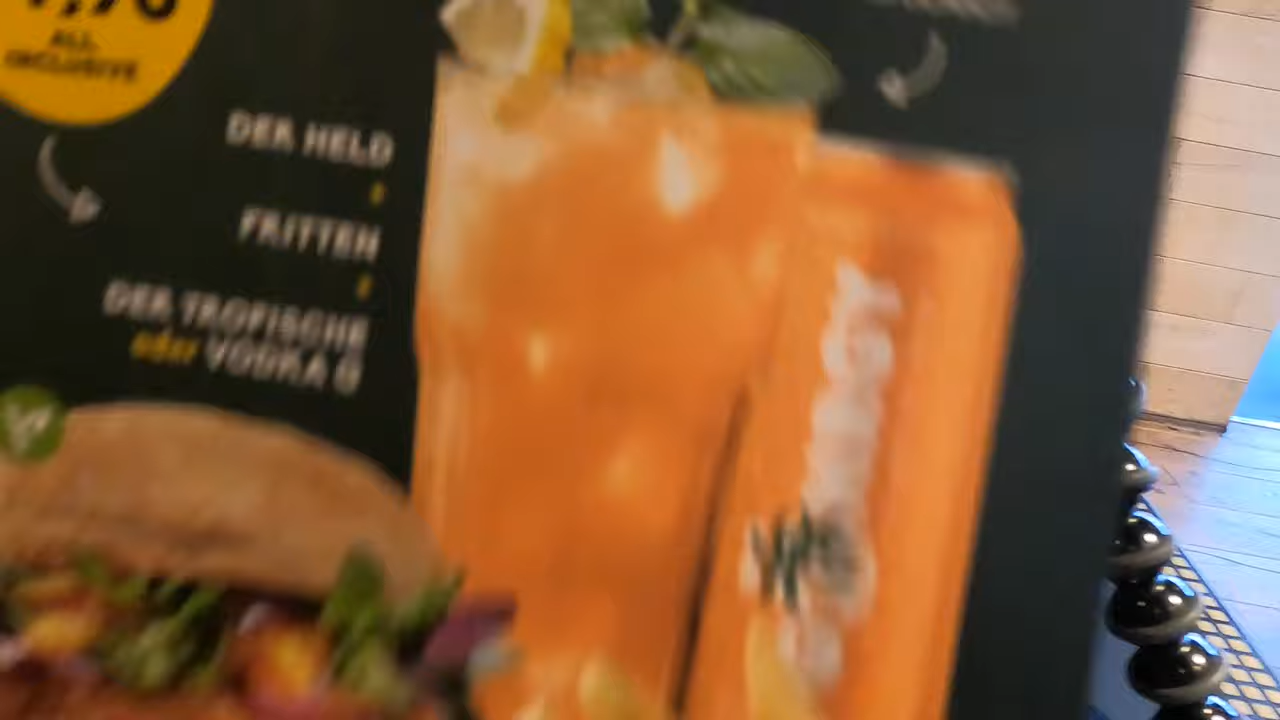 ALL
INCLUSIVE
DER HELD
+
FRITTEN
+
DER TROPISCHE
oder VODKA Ü